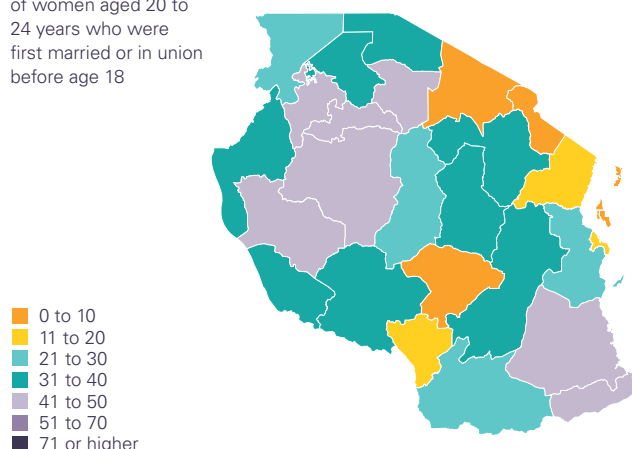 of women aged 20 to
24 years who were
first married or in union
before age 18
0 to 10
11 to 20
21 to 30
31 to 40
41 to 50
51 to 70
71 or higher